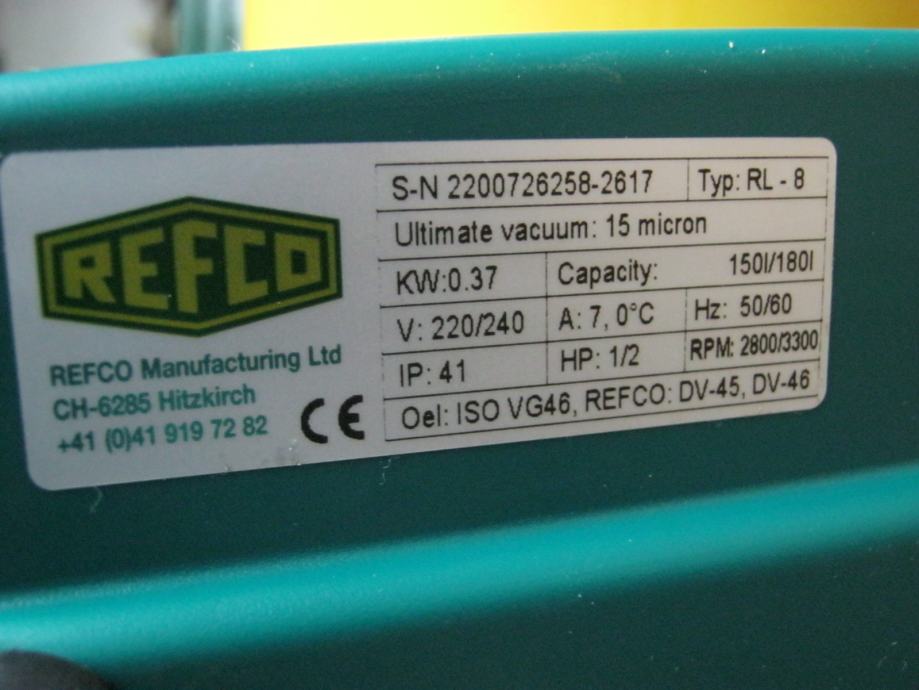 REFCO
REFCO Manufacturing Ltd
CH-6285 Hitzkirch
+41 (0)41 919 72 82
CE
S-N 2200726258-2617 Typ: RL - 8
Ultimate vacuum: 15 micron
KW:0.37 Capacity: 150l/180l
V: 220/240 A: 7, 0°C Hz: 50/60
IP: 41 HP: 1/2 RPM: 2800/3300
Oel: ISO VG46, REFCO: DV-45, DV-46